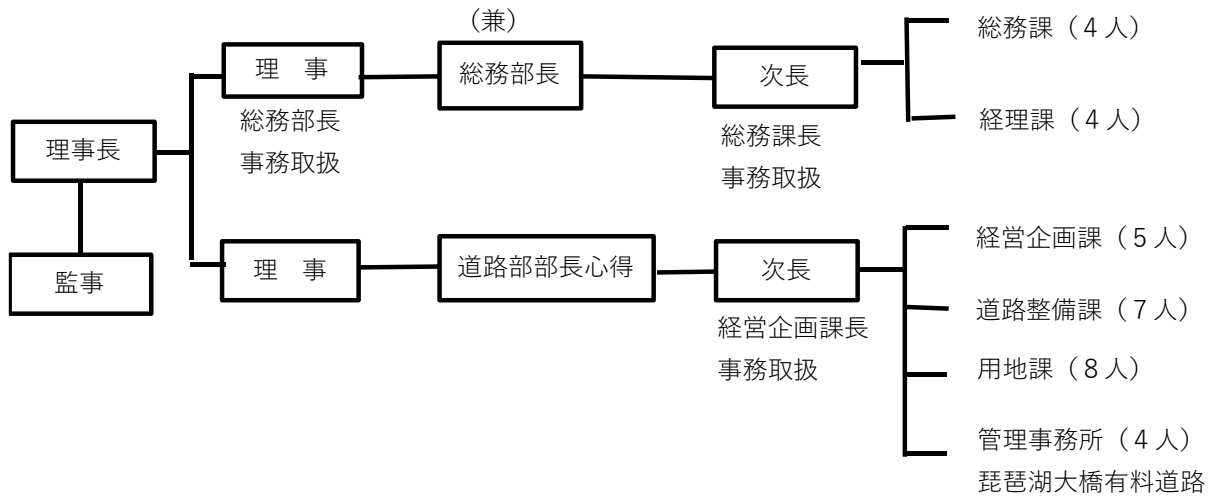 （兼）
理事長
監事
理　事
総務部長
事務取扱
総務部長
次長
総務課長
事務取扱
総務課（４人）
経理課（４人）
理　事
道路部部長心得
次長
経営企画課長
事務取扱
経営企画課（５人）
道路整備課（７人）
用地課（８人）
管理事務所（４人）
琵琶湖大橋有料道路